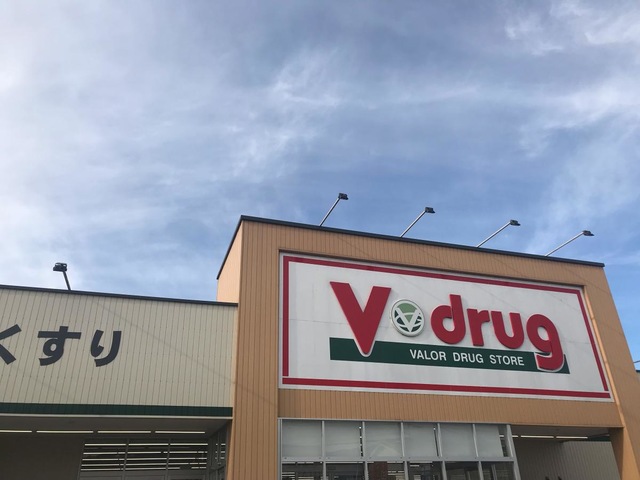 くすり
V drug
VALOR DRUG STORE